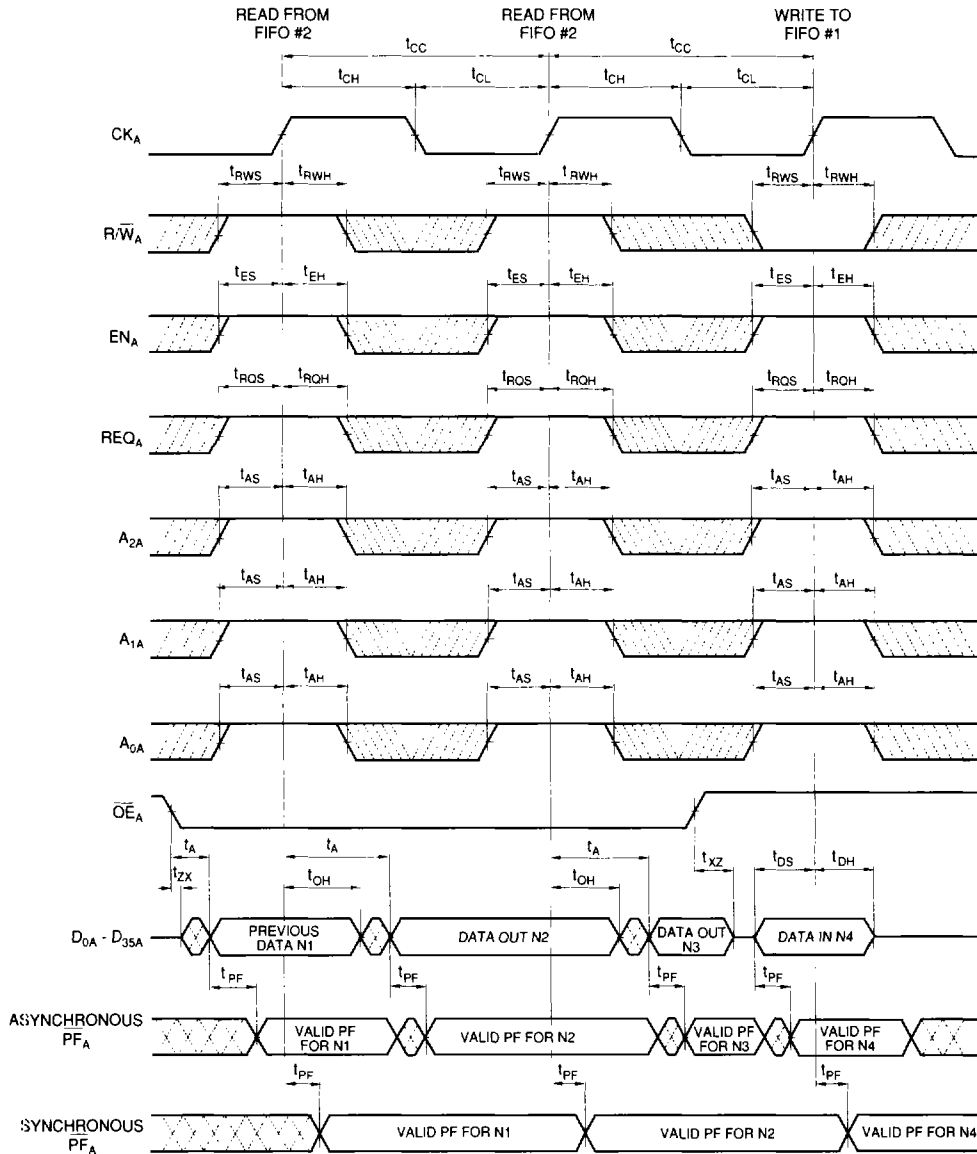 READ FROM FIFO #2 READ FROM FIFO #2 WRITE TO FIFO #1
tCC tCC
tCH tCL tCH tCL
CKA
tRWS tRWH tRWS tRWH tRWS tRWH
R/W̅A
tES tEH tES tEH tES tEH
ENA
tRQS tRQH tRQS tRQH tRQS tRQH
REQA
tAS tAH tAS tAH tAS tAH
A2A
tAS tAH tAS tAH tAS tAH
A1A
tAS tAH tAS tAH tAS tAH
A0A
O̅E̅A
tA tA tA tXZ tDS tDH
tZX tOH tOH
D0A - D35A PREVIOUS DATA N1 DATA OUT N2 DATA OUT N3 DATA IN N4
tPF tPF tPF tPF
ASYNCHRONOUS P̅F̅A VALID PF FOR N1 VALID PF FOR N2 VALID PF FOR N3 VALID PF FOR N4
tPF tPF tPF
SYNCHRONOUS P̅F̅A VALID PF FOR N1 VALID PF FOR N2 VALID PF FOR N4